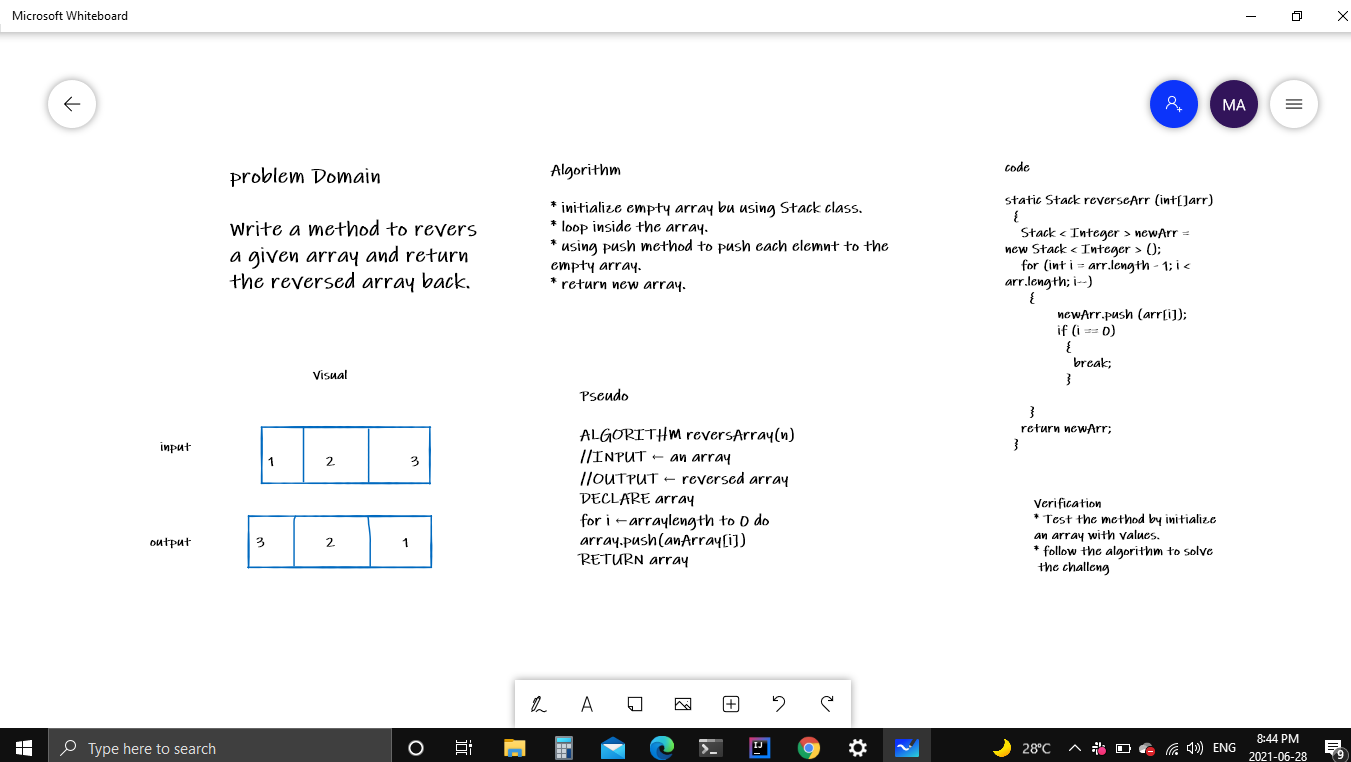 Microsoft Whiteboard
MA
problem Domain
Write a method to revers
a given array and return
the reversed array back.
Visual
input
1 2 3
output
3 2 1
Algorithm
* initialize empty array bu using Stack class.
* loop inside the array.
* using push method to push each elemnt to the
empty array.
* return new array.
Pseudo
ALGORITHM reversArray(n)
//INPUT ← an array
//OUTPUT ← reversed array
DECLARE array
for i ←arraylength to 0 do
array.push(anArray[i])
RETURN array
code
static Stack reverseArr (int[]arr)
{
Stack < Integer > newArr =
new Stack < Integer > ();
for (int i = arr.length - 1; i <
arr.length; i--)
{
newArr.push (arr[i]);
if (i == 0)
{
break;
}
}
return newArr;
}
Verification
* Test the method by initialize
an array with values.
* follow the algorithm to solve
the challeng
Type here to search
28°C
ENG
8:44 PM
2021-06-28
9